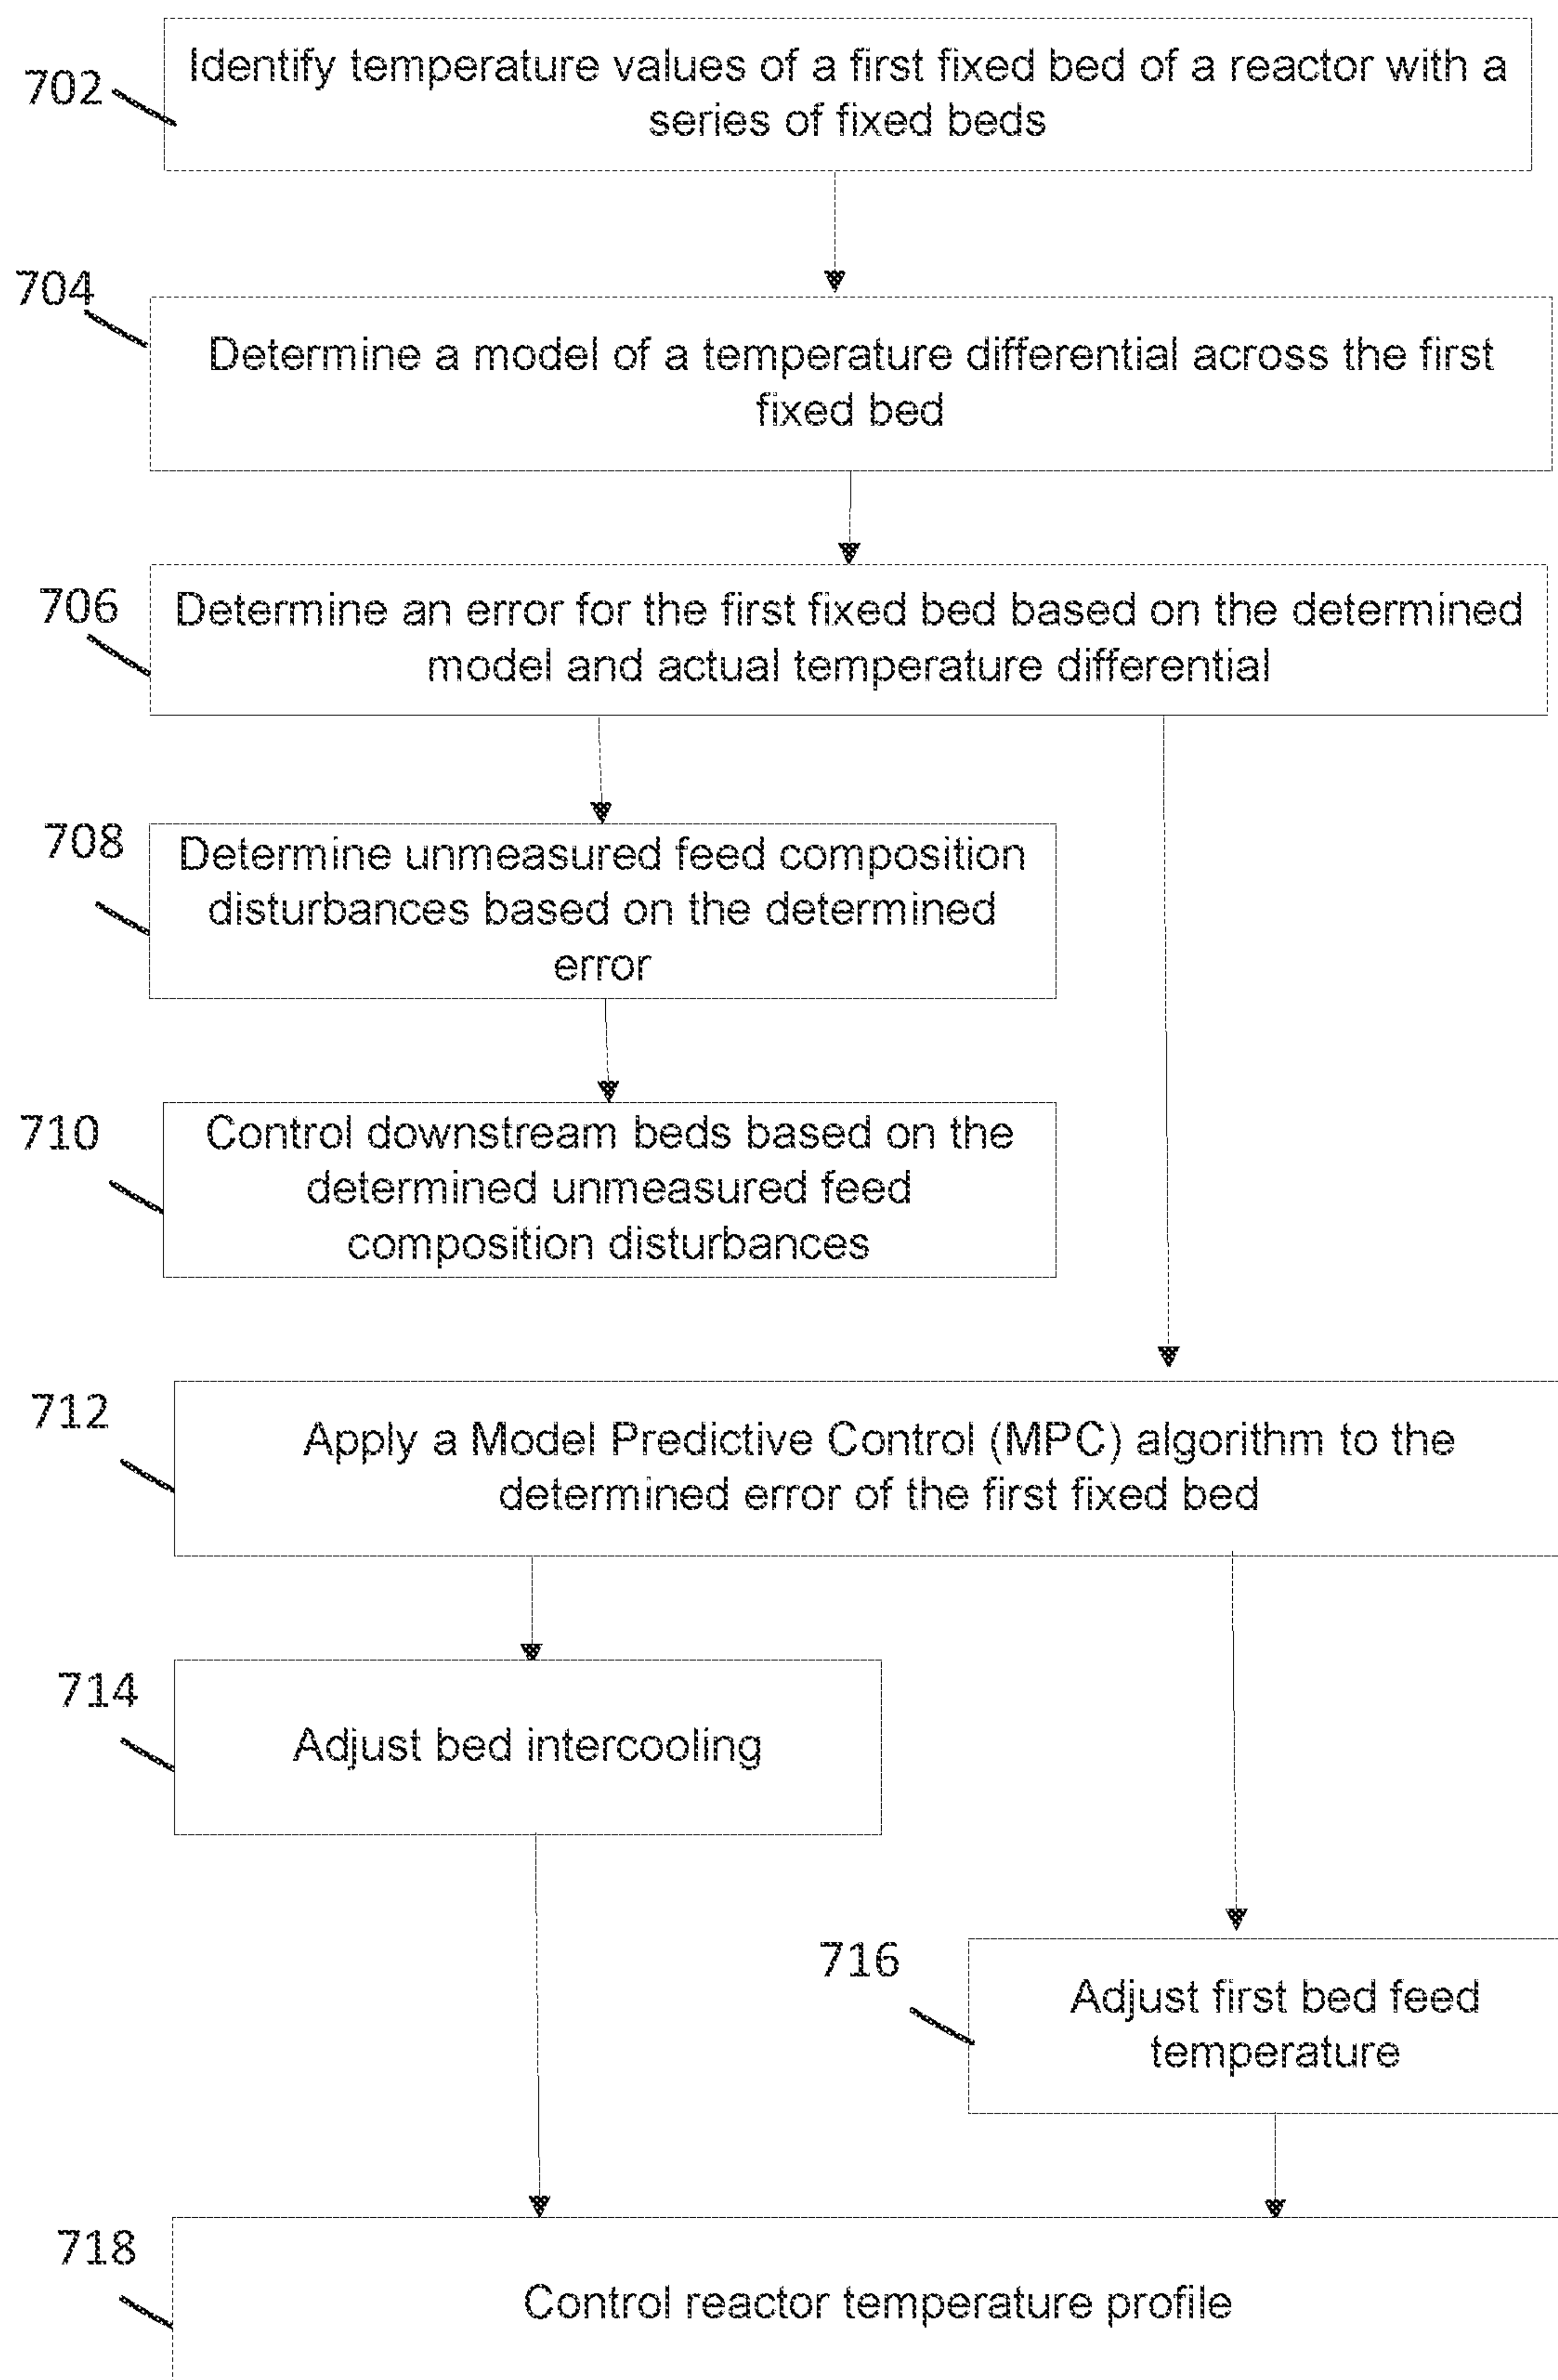 702
Identify temperature values of a first fixed bed of a reactor with a
series of fixed beds
704
Determine a model of a temperature differential across the first
fixed bed
706
Determine an error for the first fixed bed based on the determined
model and actual temperature differential
708
Determine unmeasured feed composition
disturbances based on the determined
error
710
Control downstream beds based on the
determined unmeasured feed
composition disturbances
712
Apply a Model Predictive Control (MPC) algorithm to the
determined error of the first fixed bed
714
Adjust bed intercooling
716
Adjust first bed feed
temperature
718
Control reactor temperature profile